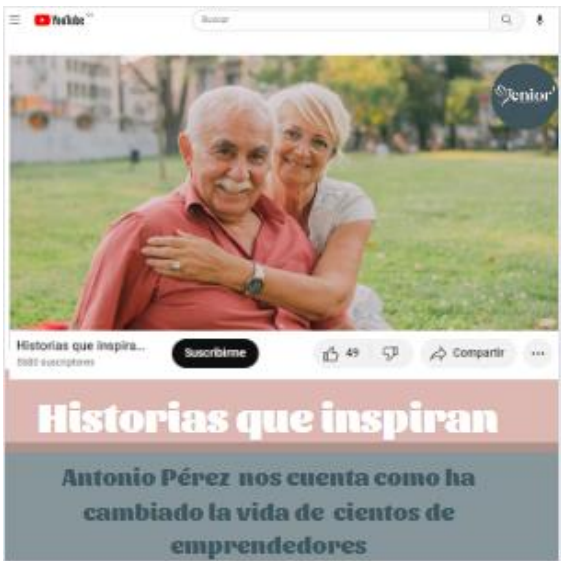 YouTube
Buscar
Senior
Historias que inspira...
Suscribirme
49
Compartir
suscriptores
Historias que inspiran
Antonio Pérez nos cuenta como ha
cambiado la vida de cientos de
emprendedores